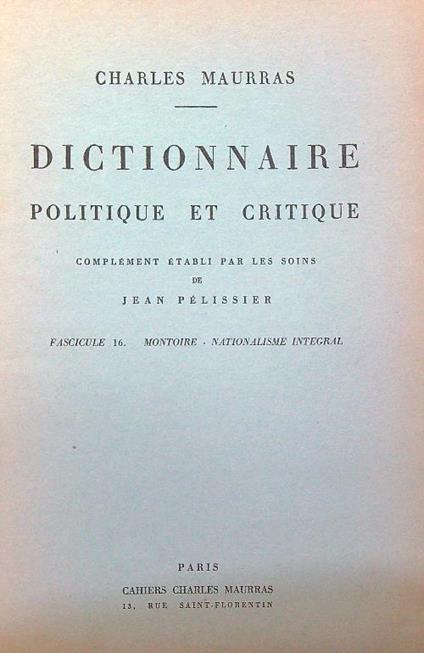 CHARLES MAURRAS
DICTIONNAIRE
POLITIQUE ET CRITIQUE
COMPLÉMENT ÉTABLI PAR LES SOINS
DE
JEAN PÉLISSIER
FASCICULE 16. MONTOIRE - NATIONALISME INTEGRAL
PARIS
CAHIERS CHARLES MAURRAS
13, RUE SAINT-FLORENTIN